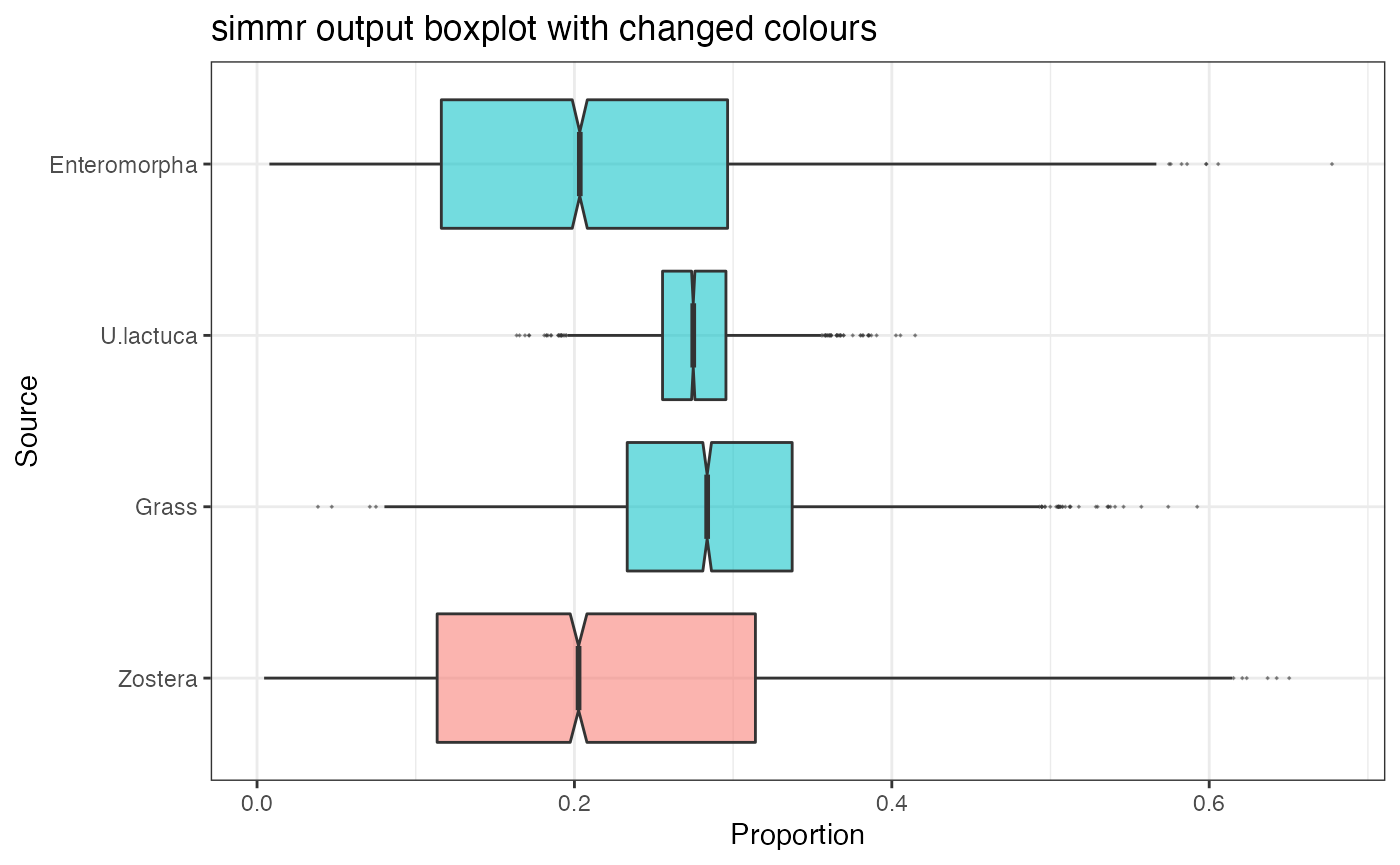 simmr output boxplot with changed colours
Source
Enteromorpha
U.lactuca
Grass
Zostera
0.0
0.2
0.4
0.6
Proportion